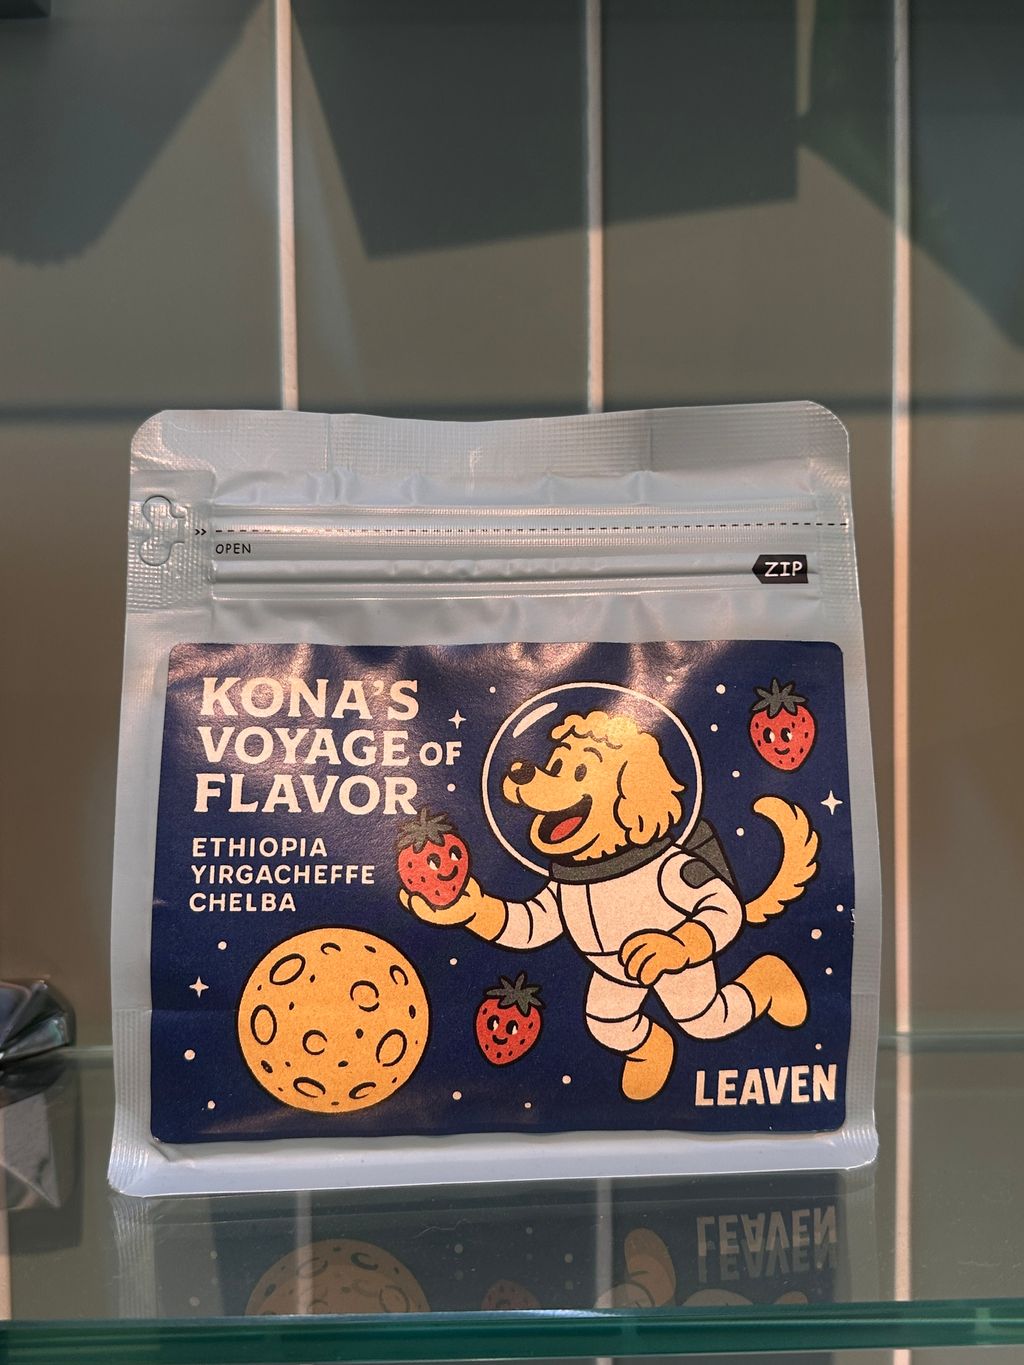 >> OPEN
ZIP
KONA'S
VOYAGE OF
FLAVOR
ETHIOPIA
YIRGACHEFFE
CHELBA
LEAVEN